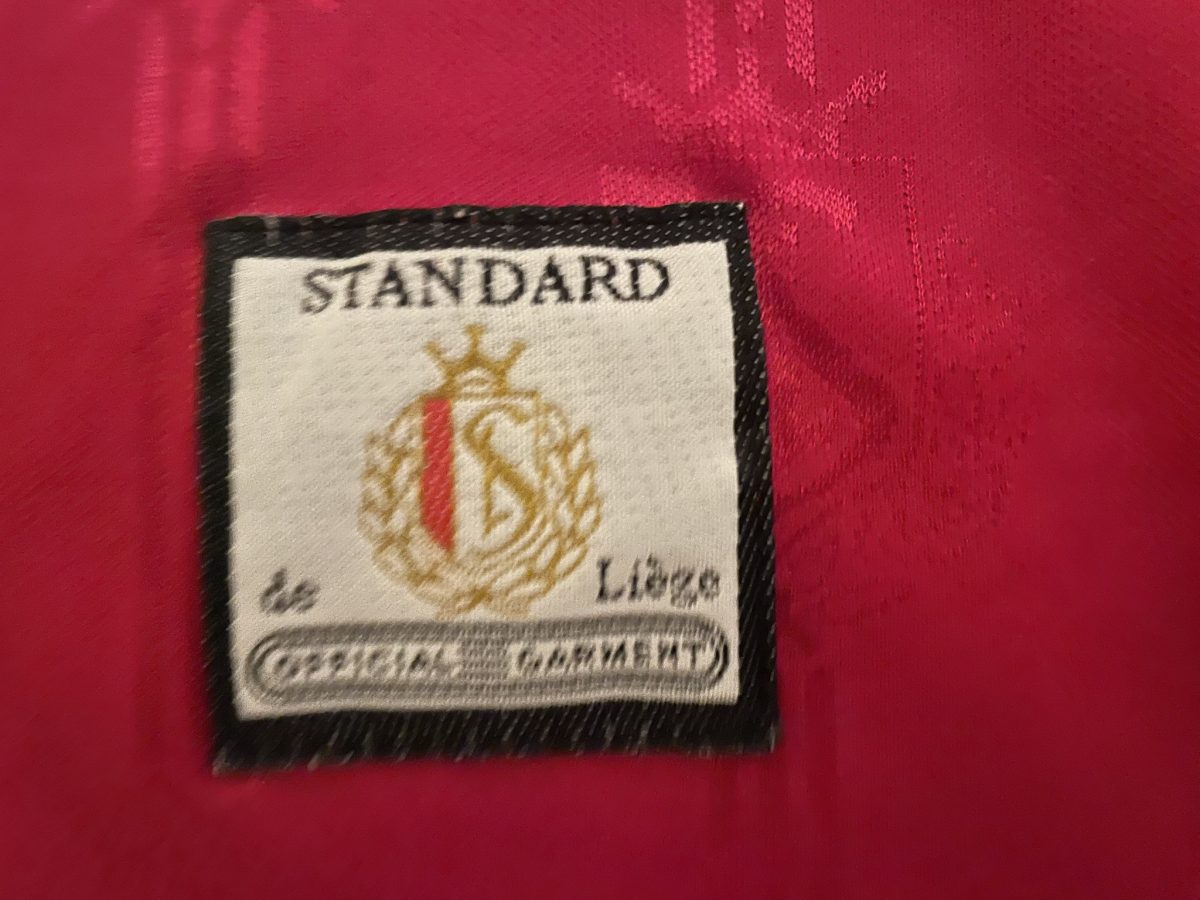 STANDARD
S
de Liège
OFFICIAL GARMENT